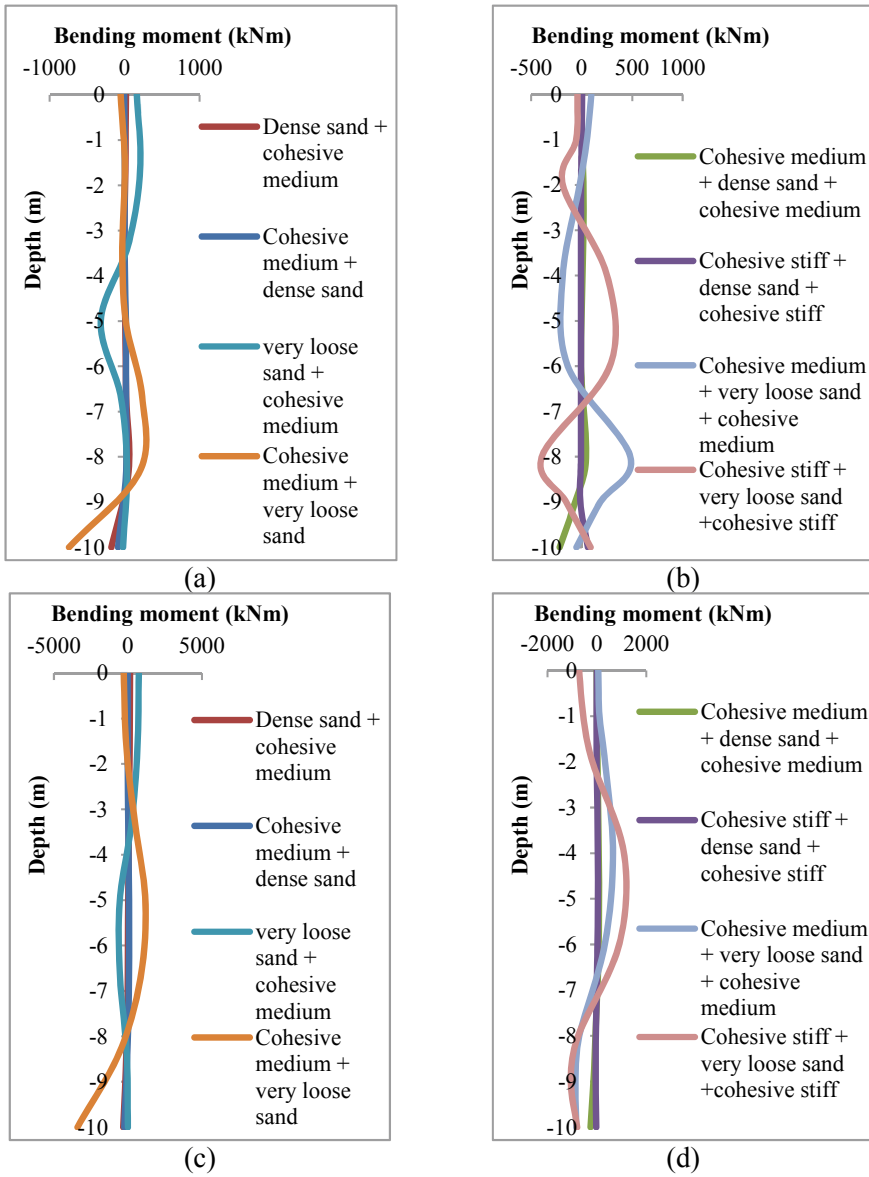 Bending moment (kNm)
-1000 0 1000
0
-1
-2
-3
-4
-5
-6
-7
-8
-9
-10
Depth (m)
Dense sand +
cohesive
medium
Cohesive
medium +
dense sand
very loose
sand +
cohesive
medium
Cohesive
medium +
very loose
sand
(a)
Bending moment (kNm)
-500 0 500 1000
0
-1
-2
-3
-4
-5
-6
-7
-8
-9
-10
Depth (m)
Cohesive medium
+ dense sand +
cohesive medium
Cohesive stiff +
dense sand +
cohesive stiff
Cohesive medium
+ very loose sand
+ cohesive
medium
Cohesive stiff +
very loose sand
+cohesive stiff
(b)
Bending moment (kNm)
-5000 0 5000
0
-1
-2
-3
-4
-5
-6
-7
-8
-9
-10
Depth (m)
Dense sand +
cohesive
medium
Cohesive
medium +
dense sand
very loose
sand +
cohesive
medium
Cohesive
medium +
very loose
sand
(c)
Bending moment (kNm)
-2000 0 2000
0
-1
-2
-3
-4
-5
-6
-7
-8
-9
-10
Depth (m)
Cohesive medium
+ dense sand +
cohesive medium
Cohesive stiff +
dense sand +
cohesive stiff
Cohesive medium
+ very loose sand
+ cohesive
medium
Cohesive stiff +
very loose sand
+cohesive stiff
(d)